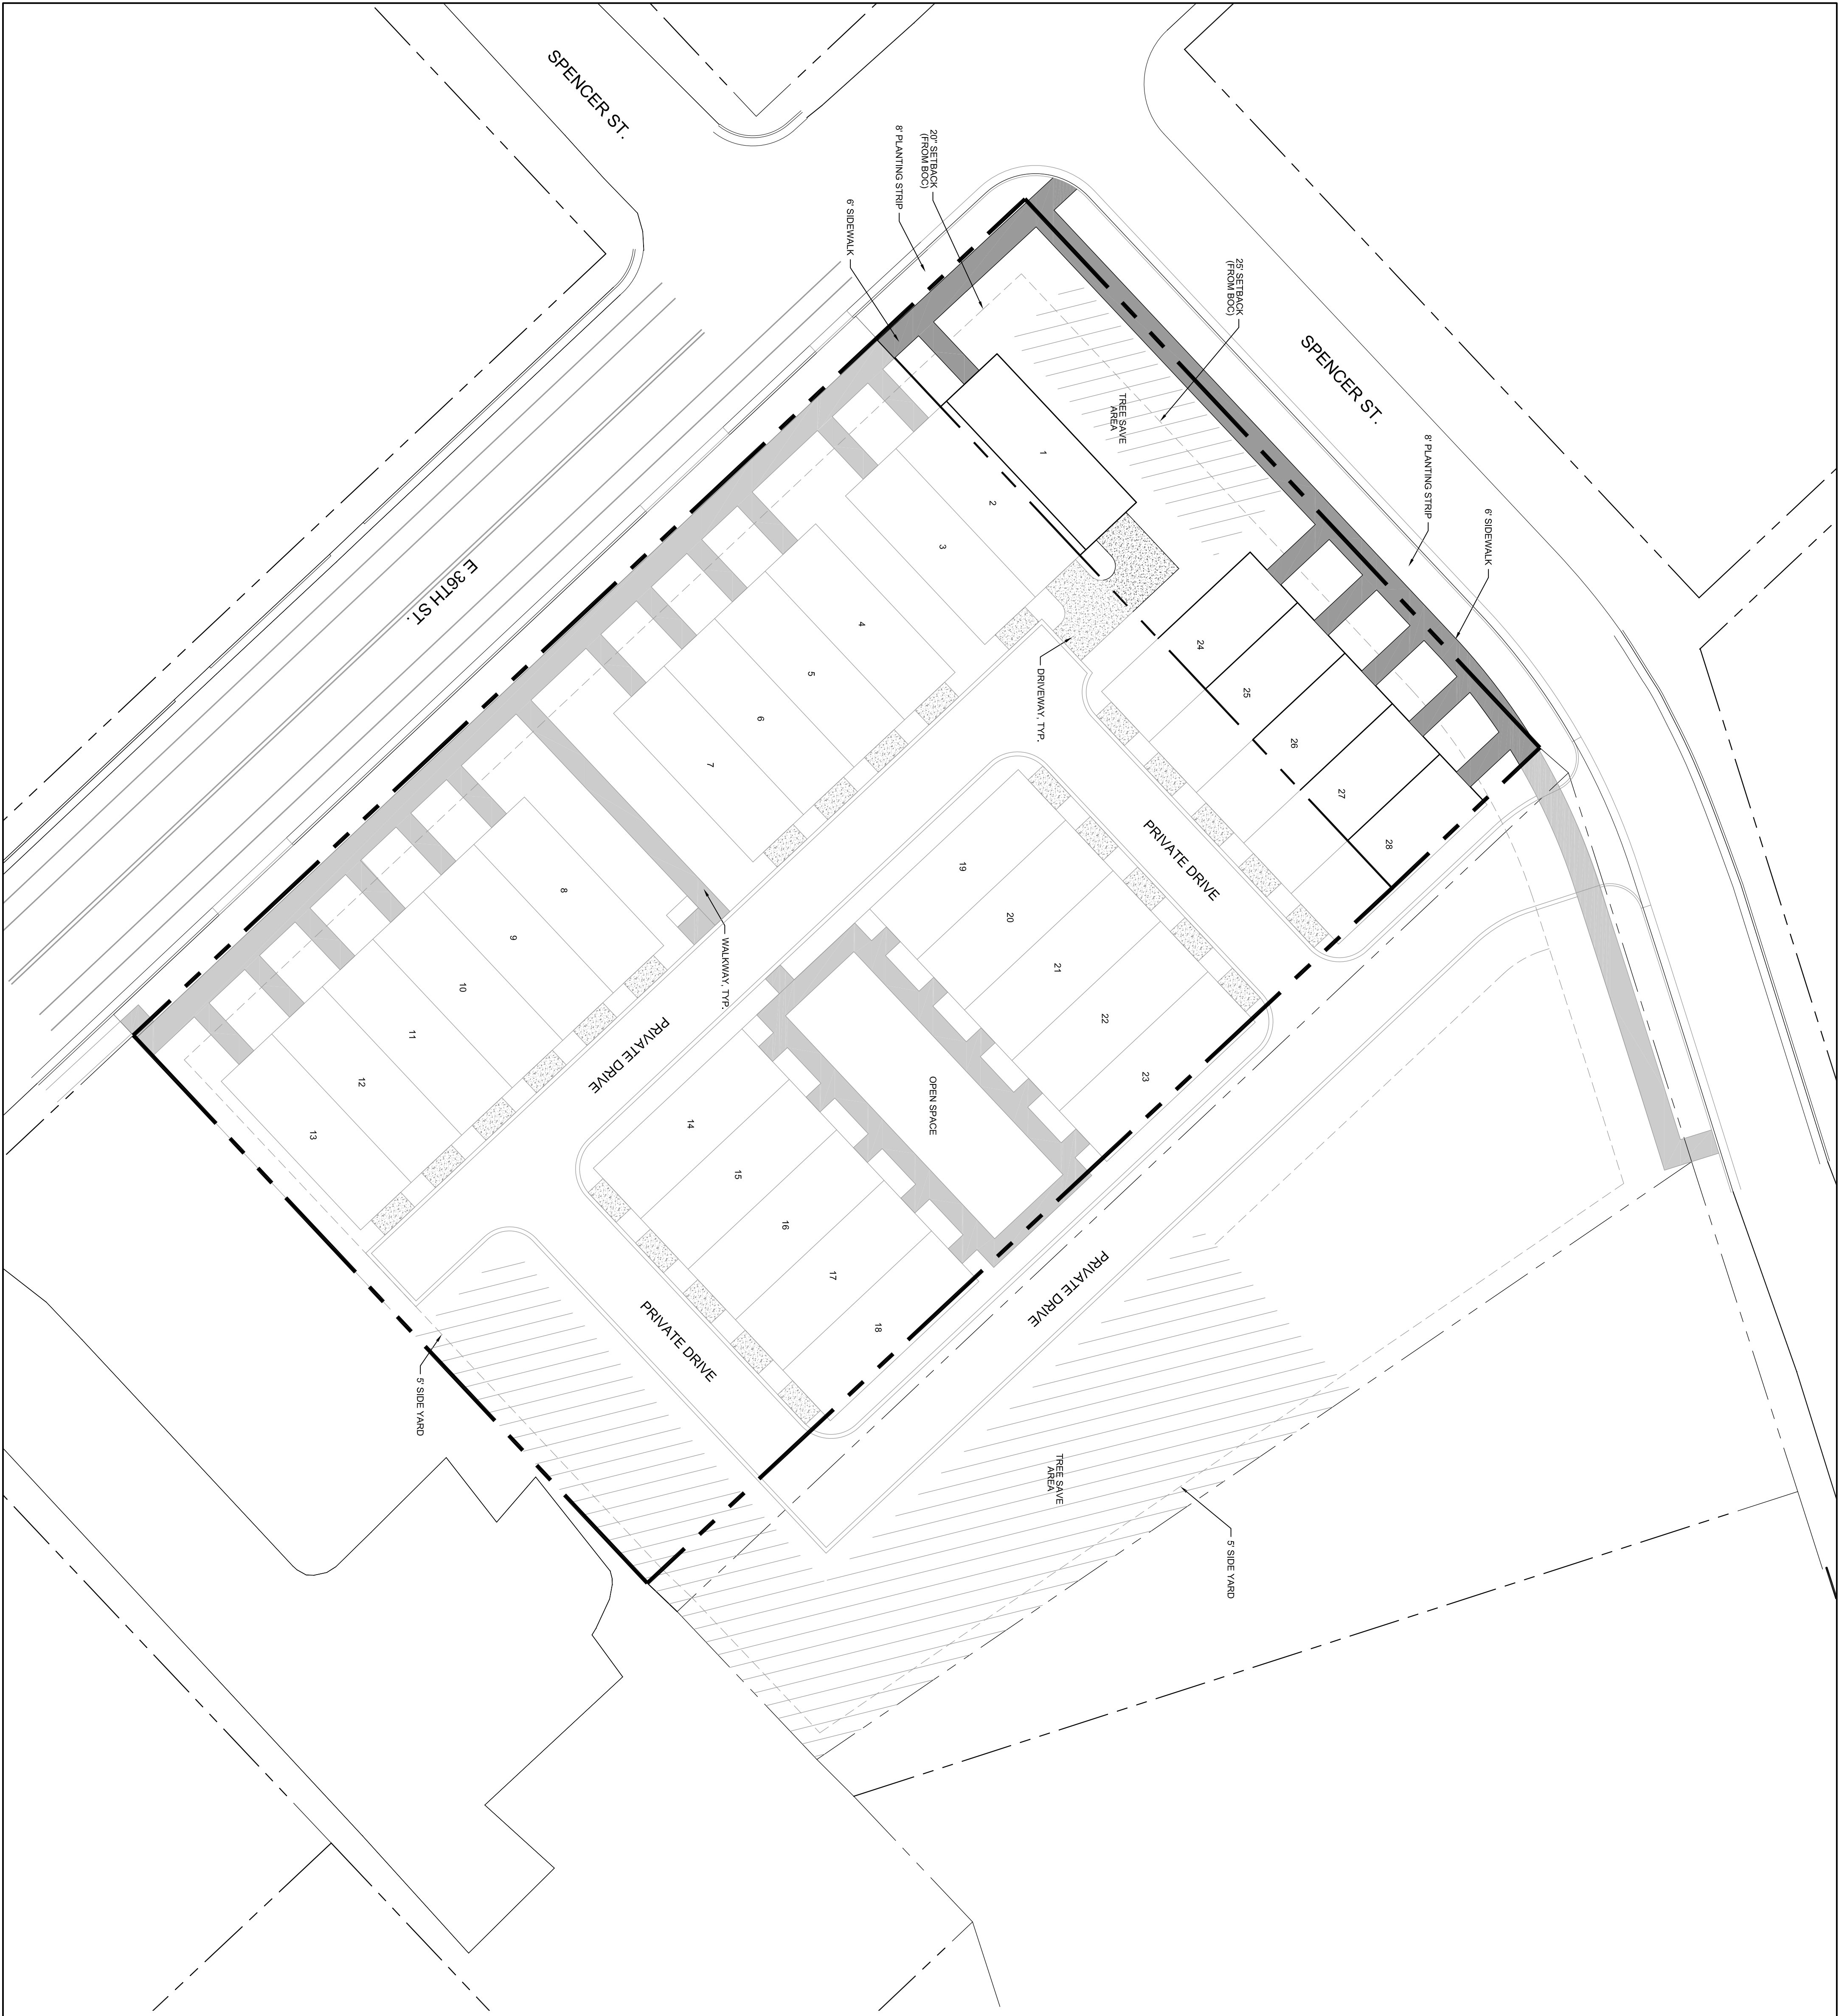 SPENCER ST.
8' PLANTING STRIP
20" SETBACK
(FROM BOC)
6' SIDEWALK
25' SETBACK
(FROM BOC)
SPENCER ST.
TREE SAVE
AREA
8' PLANTING STRIP
6' SIDEWALK
E 36TH ST.
1
2
3
4
5
6
7
DRIVEWAY, TYP.
24
25
26
27
28
PRIVATE DRIVE
19
20
21
22
23
WALKWAY, TYP.
8
9
10
11
12
13
PRIVATE DRIVE
OPEN SPACE
14
15
16
17
18
PRIVATE DRIVE
PRIVATE DRIVE
5' SIDE YARD
TREE SAVE
AREA
5' SIDE YARD